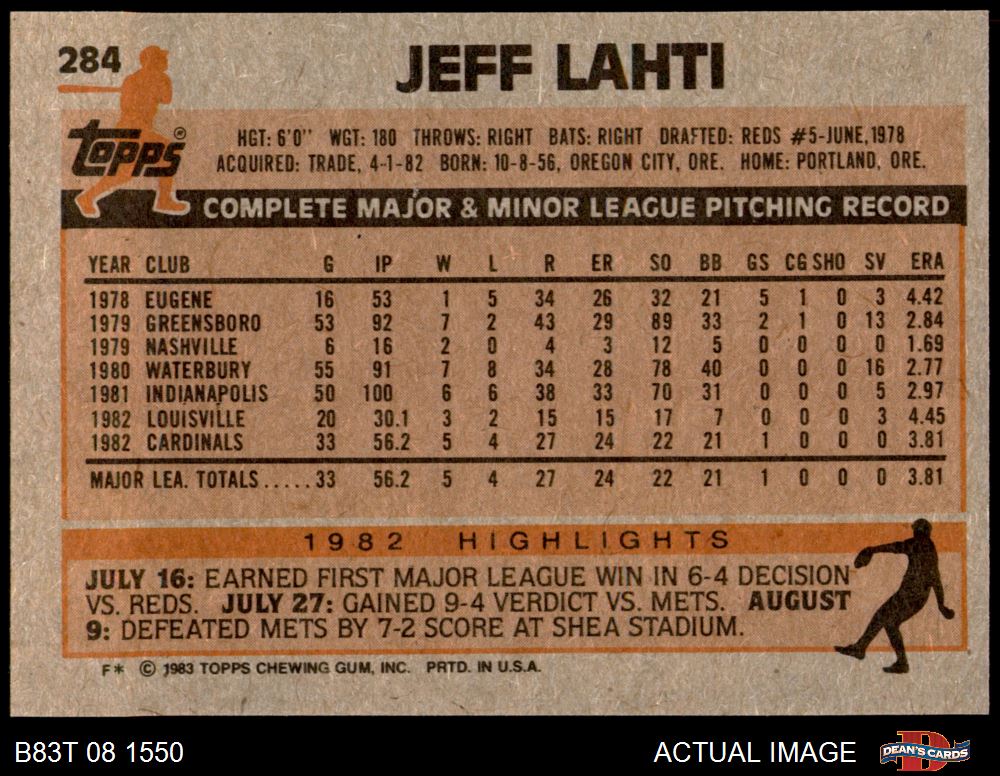 284
JEFF LAHTI
Topps®
HGT: 6'0" WGT: 180 THROWS: RIGHT BATS: RIGHT DRAFTED: REDS #5-JUNE,1978
ACQUIRED: TRADE, 4-1-82 BORN: 10-8-56, OREGON CITY, ORE. HOME: PORTLAND, ORE.
COMPLETE MAJOR & MINOR LEAGUE PITCHING RECORD
YEAR CLUB G IP W L R ER SO BB GS CG SHO SV ERA
1978 EUGENE 16 53 1 5 34 26 32 21 5 1 0 3 4.42
1979 GREENSBORO 53 92 7 2 43 29 89 33 2 1 0 13 2.84
1979 NASHVILLE 6 16 2 0 4 3 12 5 0 0 0 0 1.69
1980 WATERBURY 55 91 7 8 34 28 78 40 0 0 0 16 2.77
1981 INDIANAPOLIS 50 100 6 6 38 33 70 31 0 0 0 5 2.97
1982 LOUISVILLE 20 30.1 3 2 15 15 17 7 0 0 0 3 4.45
1982 CARDINALS 33 56.2 5 4 27 24 22 21 1 0 0 0 3.81
MAJOR LEA. TOTALS.....33 56.2 5 4 27 24 22 21 1 0 0 0 3.81
1982 HIGHLIGHTS
JULY 16: EARNED FIRST MAJOR LEAGUE WIN IN 6-4 DECISION
VS. REDS. JULY 27: GAINED 9-4 VERDICT VS. METS. AUGUST
9: DEFEATED METS BY 7-2 SCORE AT SHEA STADIUM.
F* © 1983 TOPPS CHEWING GUM, INC. PRTD. IN U.S.A.
B83T 08 1550 ACTUAL IMAGE D DEAN'S CARDS